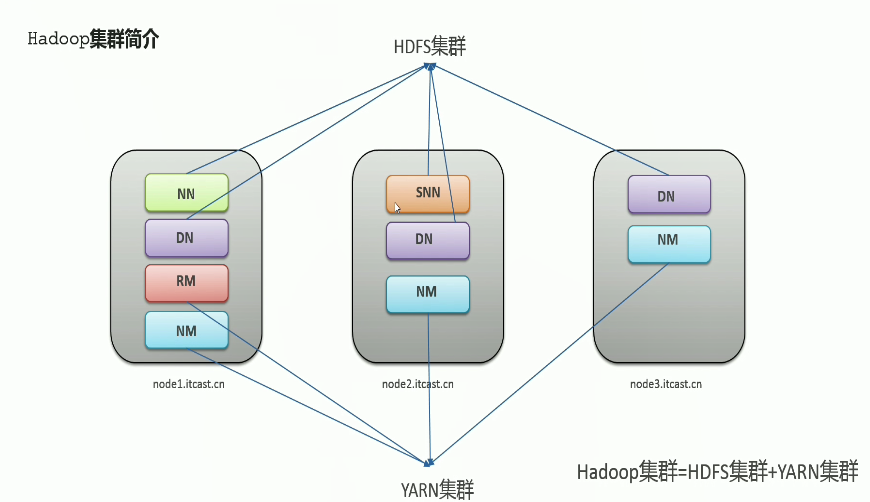 Hadoop集群简介
HDFS集群
NN
DN
RM
NM
node1.itcast.cn
SNN
DN
NM
node2.itcast.cn
DN
NM
node3.itcast.cn
YARN集群
Hadoop集群=HDFS集群+YARN集群